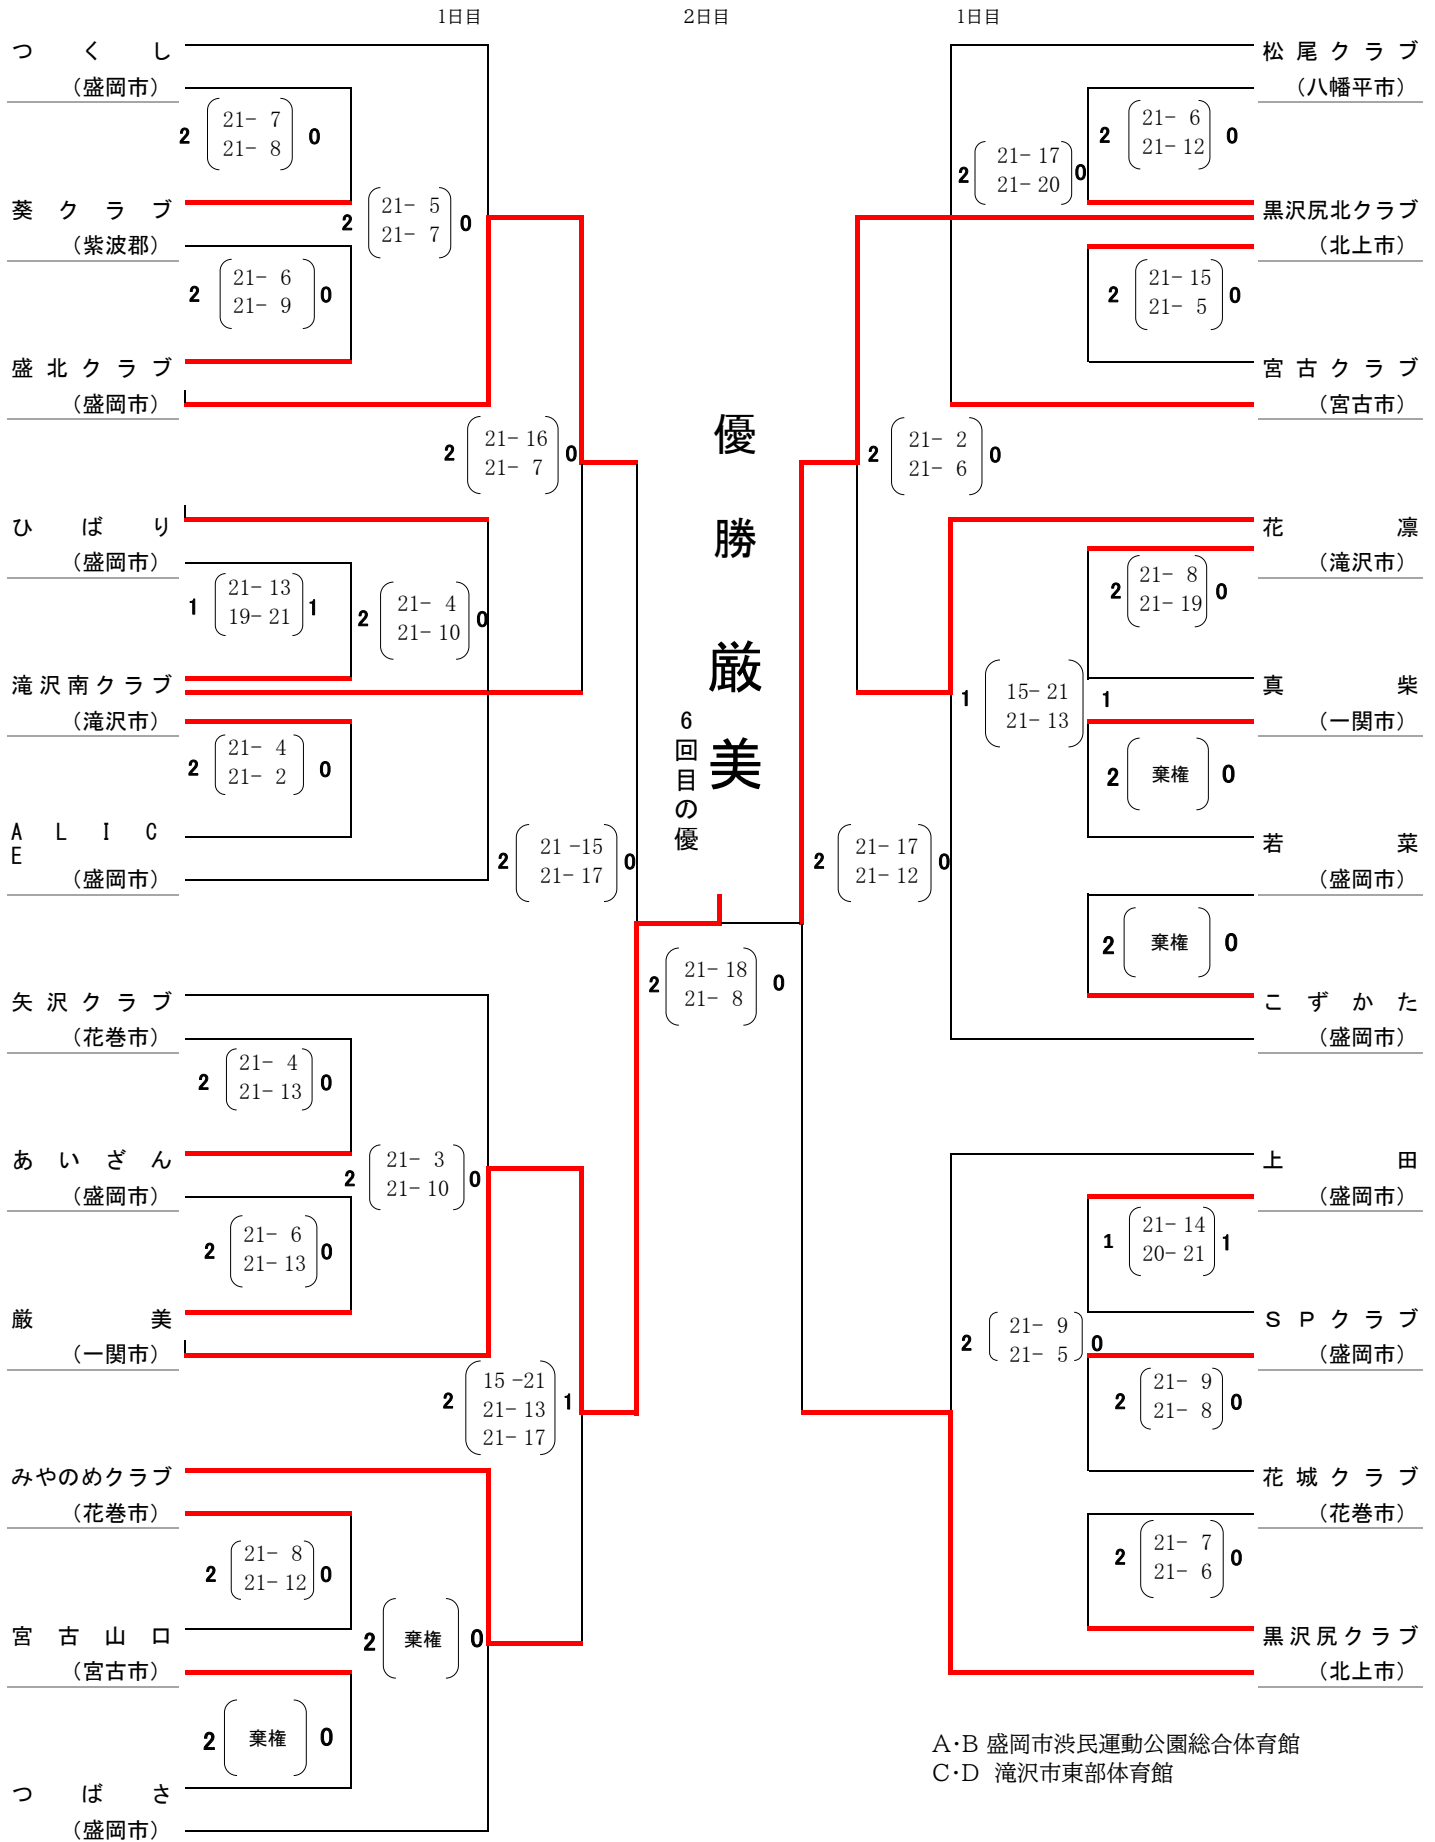 1日目
2日目
1日目
つくし
（盛岡市）
2 21- 7 0
21- 8
葵クラブ
（紫波郡）
2 21- 5 0
21- 7
2 21- 6 0
21- 9
盛北クラブ
（盛岡市）
2 21- 16 0
21- 7
ひばり
（盛岡市）
1 21- 13 1
19- 21
2 21- 4 0
21- 10
滝沢南クラブ
（滝沢市）
2 21- 4 0
21- 2
ALIC
E
（盛岡市）
2 21 -15 0
21- 17
矢沢クラブ
（花巻市）
2 21- 4 0
21- 13
あいざん
（盛岡市）
2 21- 3 0
21- 10
2 21- 6 0
21- 13
厳美
（一関市）
2 15 -21 1
21- 13
21- 17
みやのめクラブ
（花巻市）
2 21- 8 0
21- 12
宮古山口
（宮古市）
2 棄権 0
2 棄権 0
つばさ
（盛岡市）
優勝
厳美
6回目の優
2 21- 18 0
21- 8
松尾クラブ
（八幡平市）
2 21- 6 0
21- 12
2 21- 17 0
21- 20
黒沢尻北クラブ
（北上市）
2 21- 15 0
21- 5
宮古クラブ
（宮古市）
2 21- 2 0
21- 6
花凛
（滝沢市）
2 21- 8 0
21- 19
真柴
（一関市）
1 15- 21 1
21- 13
2 棄権 0
若菜
（盛岡市）
2 21- 17 0
21- 12
2 棄権 0
こずかた
（盛岡市）
上田
（盛岡市）
1 21- 14 1
20- 21
SPクラブ
（盛岡市）
2 21- 9 0
21- 5
2 21- 9 0
21- 8
花城クラブ
（花巻市）
2 21- 7 0
21- 6
黒沢尻クラブ
（北上市）
A･B 盛岡市渋民運動公園総合体育館
C･D 滝沢市東部体育館